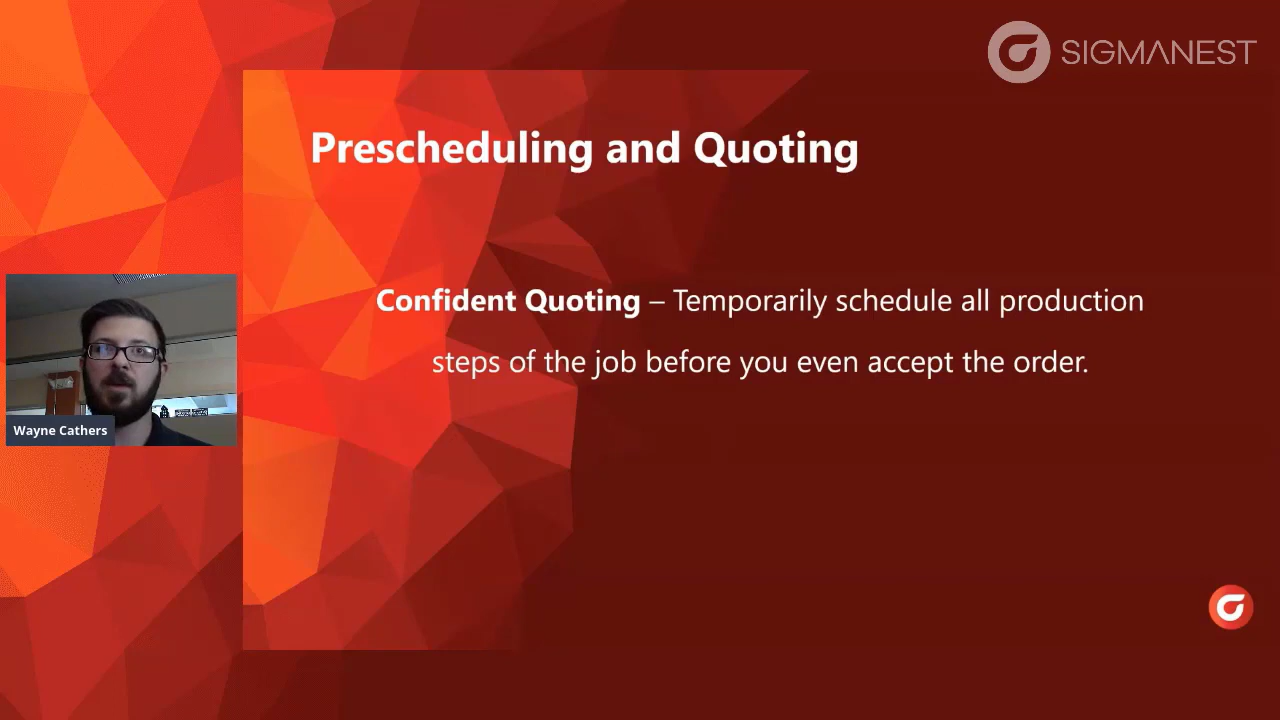 SIGMANEST
Prescheduling and Quoting
Confident Quoting – Temporarily schedule all production
steps of the job before you even accept the order.
Wayne Cathers